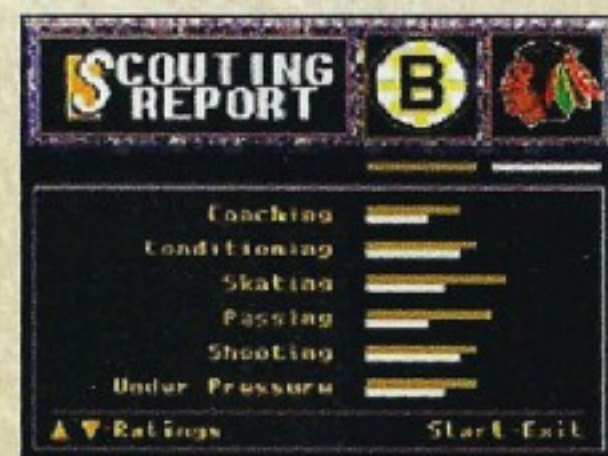 SCOUTING
REPORT
B
Coaching
Conditioning
Skating
Passing
Shooting
Under Pressure
▲ ▼ Ratings Start-Exit